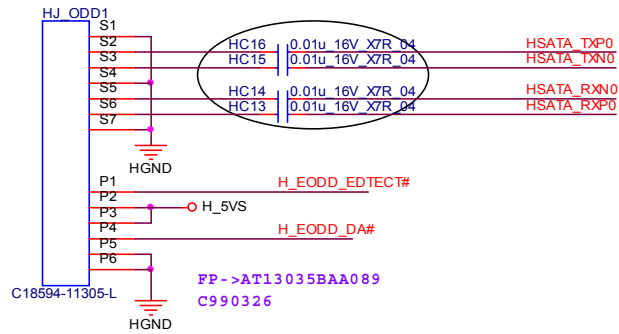 HJ_ODD1
S1
S2
S3
S4
S5
S6
S7
HC16 0.01u_16V_X7R_04 HSATA_TXP0
HC15 0.01u_16V_X7R_04 HSATA_TXN0
HC14 0.01u_16V_X7R_04 HSATA_RXN0
HC13 0.01u_16V_X7R_04 HSATA_RXP0
HGND
P1 H_EODD_EDTECT#
P2 H_5VS
P3
P4 H_EODD_DA#
P5
P6
FP->AT13035BAA089
C990326
C18594-11305-L
HGND